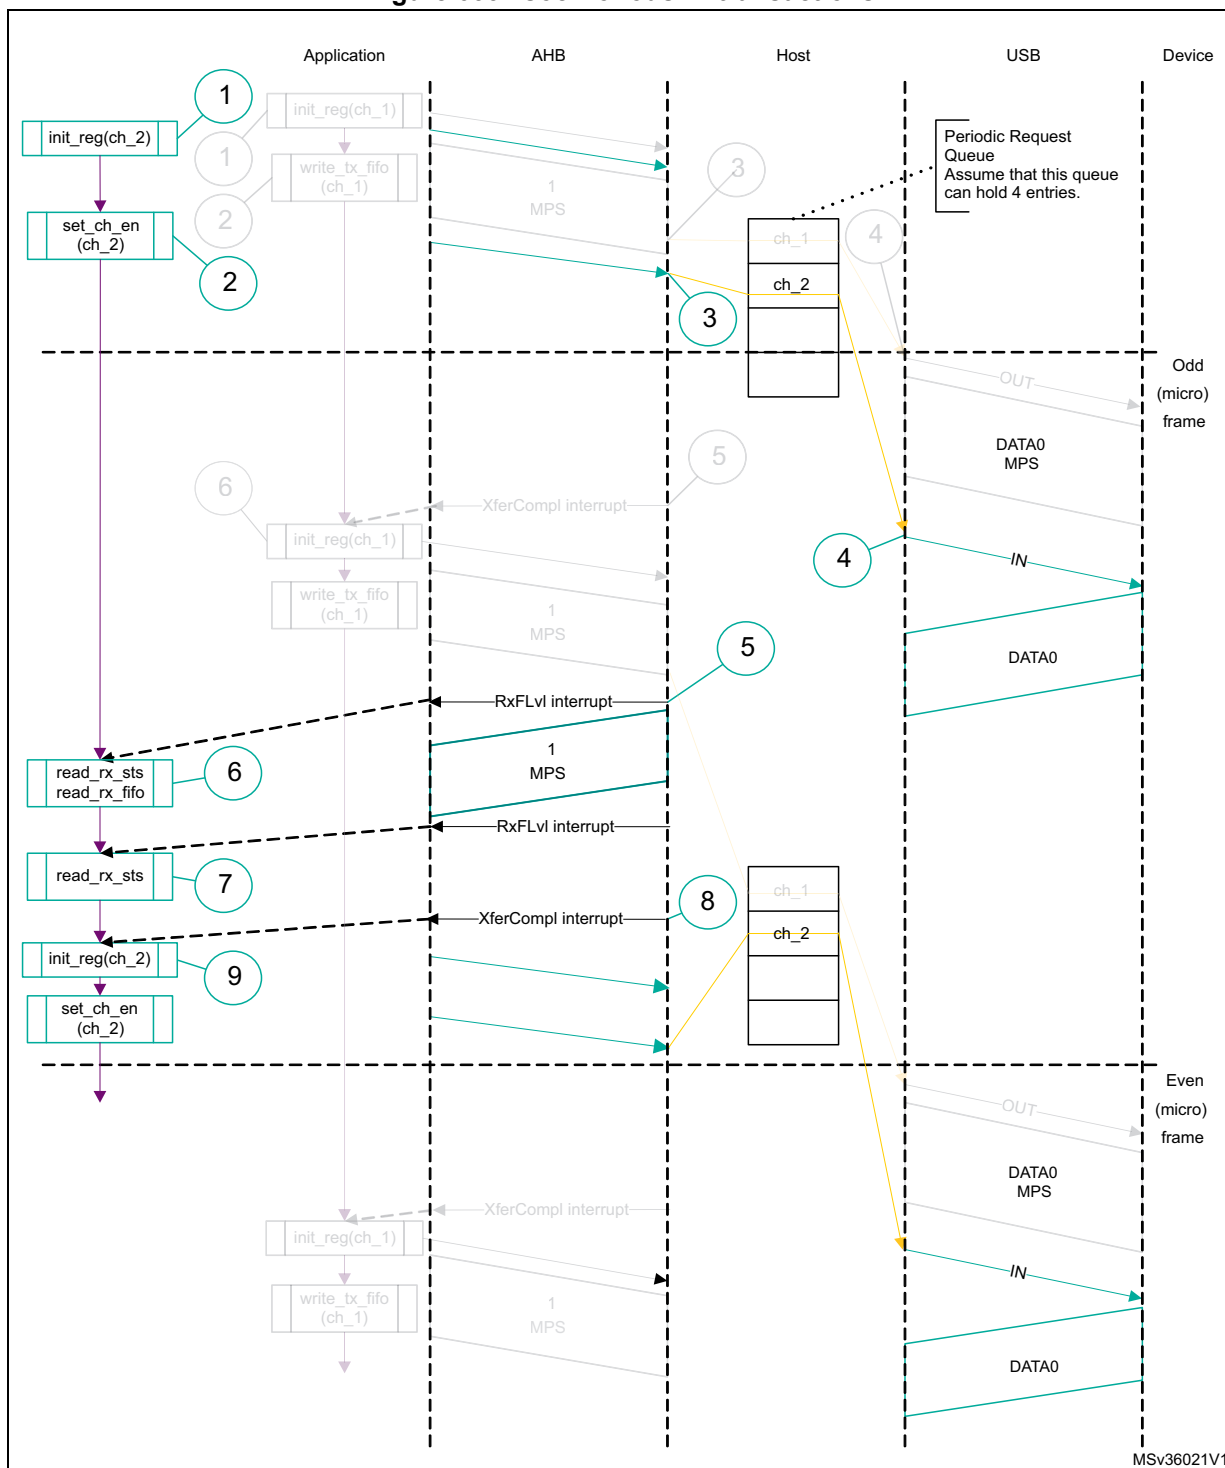 Application AHB Host USB Device
1
init_reg(ch_1)
init_reg(ch_2)
1
Periodic Request
Queue
Assume that this queue
can hold 4 entries.
write_tx_fifo
(ch_1)
1
MPS
3
2
set_ch_en
(ch_2)
2
ch_1
4
ch_2
3
Odd
(micro)
frame
OUT
DATA0
MPS
5
6
XferCompl interrupt
init_reg(ch_1)
4
IN
write_tx_fifo
(ch_1)
1
MPS
5
DATA0
RxFLvl interrupt
1
MPS
read_rx_sts
read_rx_fifo
6
RxFLvl interrupt
read_rx_sts
7
ch_1
8
XferCompl interrupt
ch_2
init_reg(ch_2)
9
set_ch_en
(ch_2)
Even
(micro)
frame
OUT
DATA0
MPS
XferCompl interrupt
init_reg(ch_1)
IN
write_tx_fifo
(ch_1)
1
MPS
DATA0
MSv36021V1